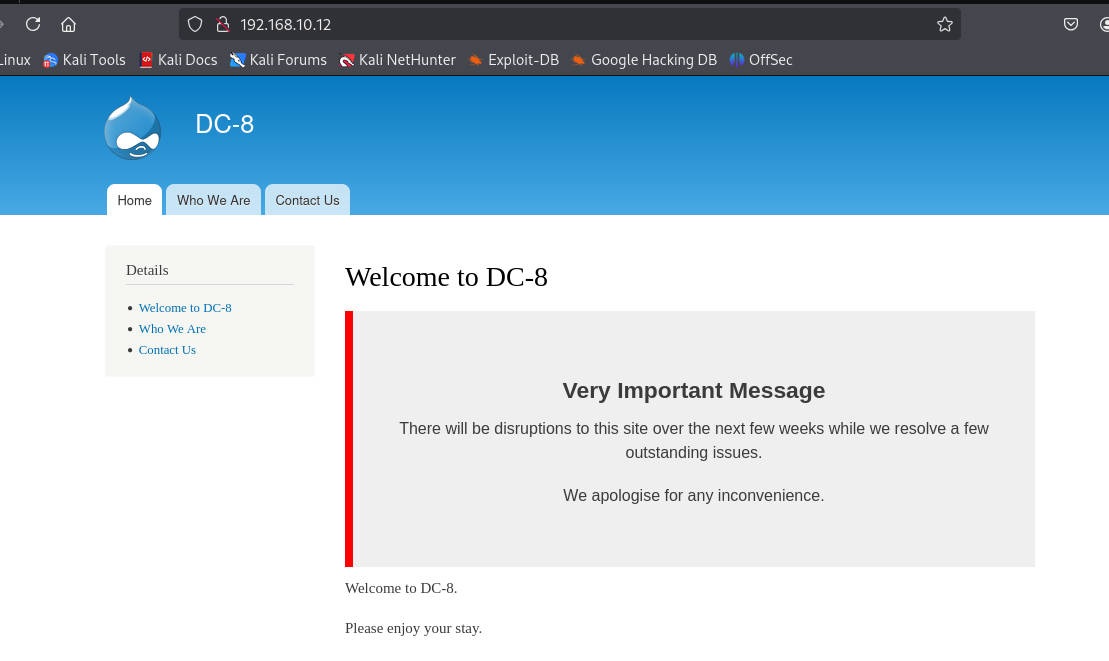 192.168.10.12
Linux Kali Tools Kali Docs Kali Forums Kali NetHunter Exploit-DB Google Hacking DB OffSec
DC-8
Home Who We Are Contact Us
Details
Welcome to DC-8
Who We Are
Contact Us
Welcome to DC-8
Very Important Message
There will be disruptions to this site over the next few weeks while we resolve a few
outstanding issues.
We apologise for any inconvenience.
Welcome to DC-8.
Please enjoy your stay.